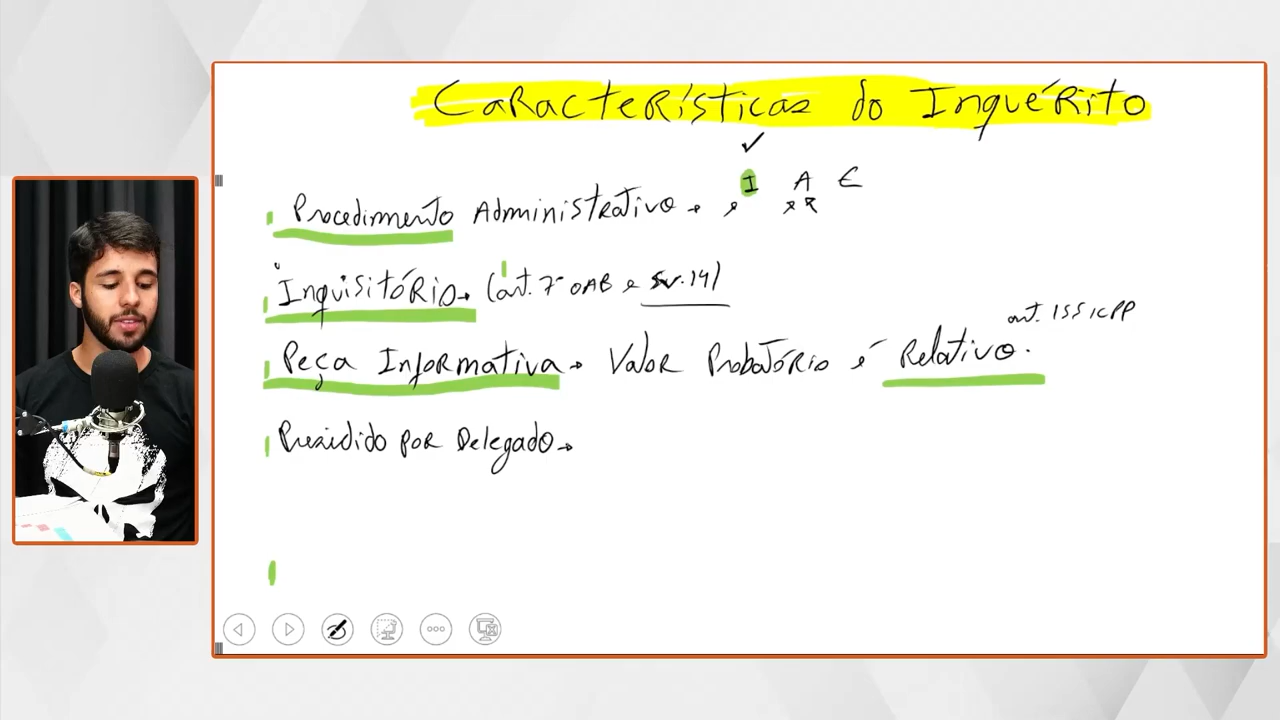 Características do Inquérito
I A E
Procedimento Administrativo →
Inquisitório → (art. 7º OAB e SV. 14)
art. 155 CPP
Peça Informativa → Valor Probatório é Relativo.
Presidido por Delegado →